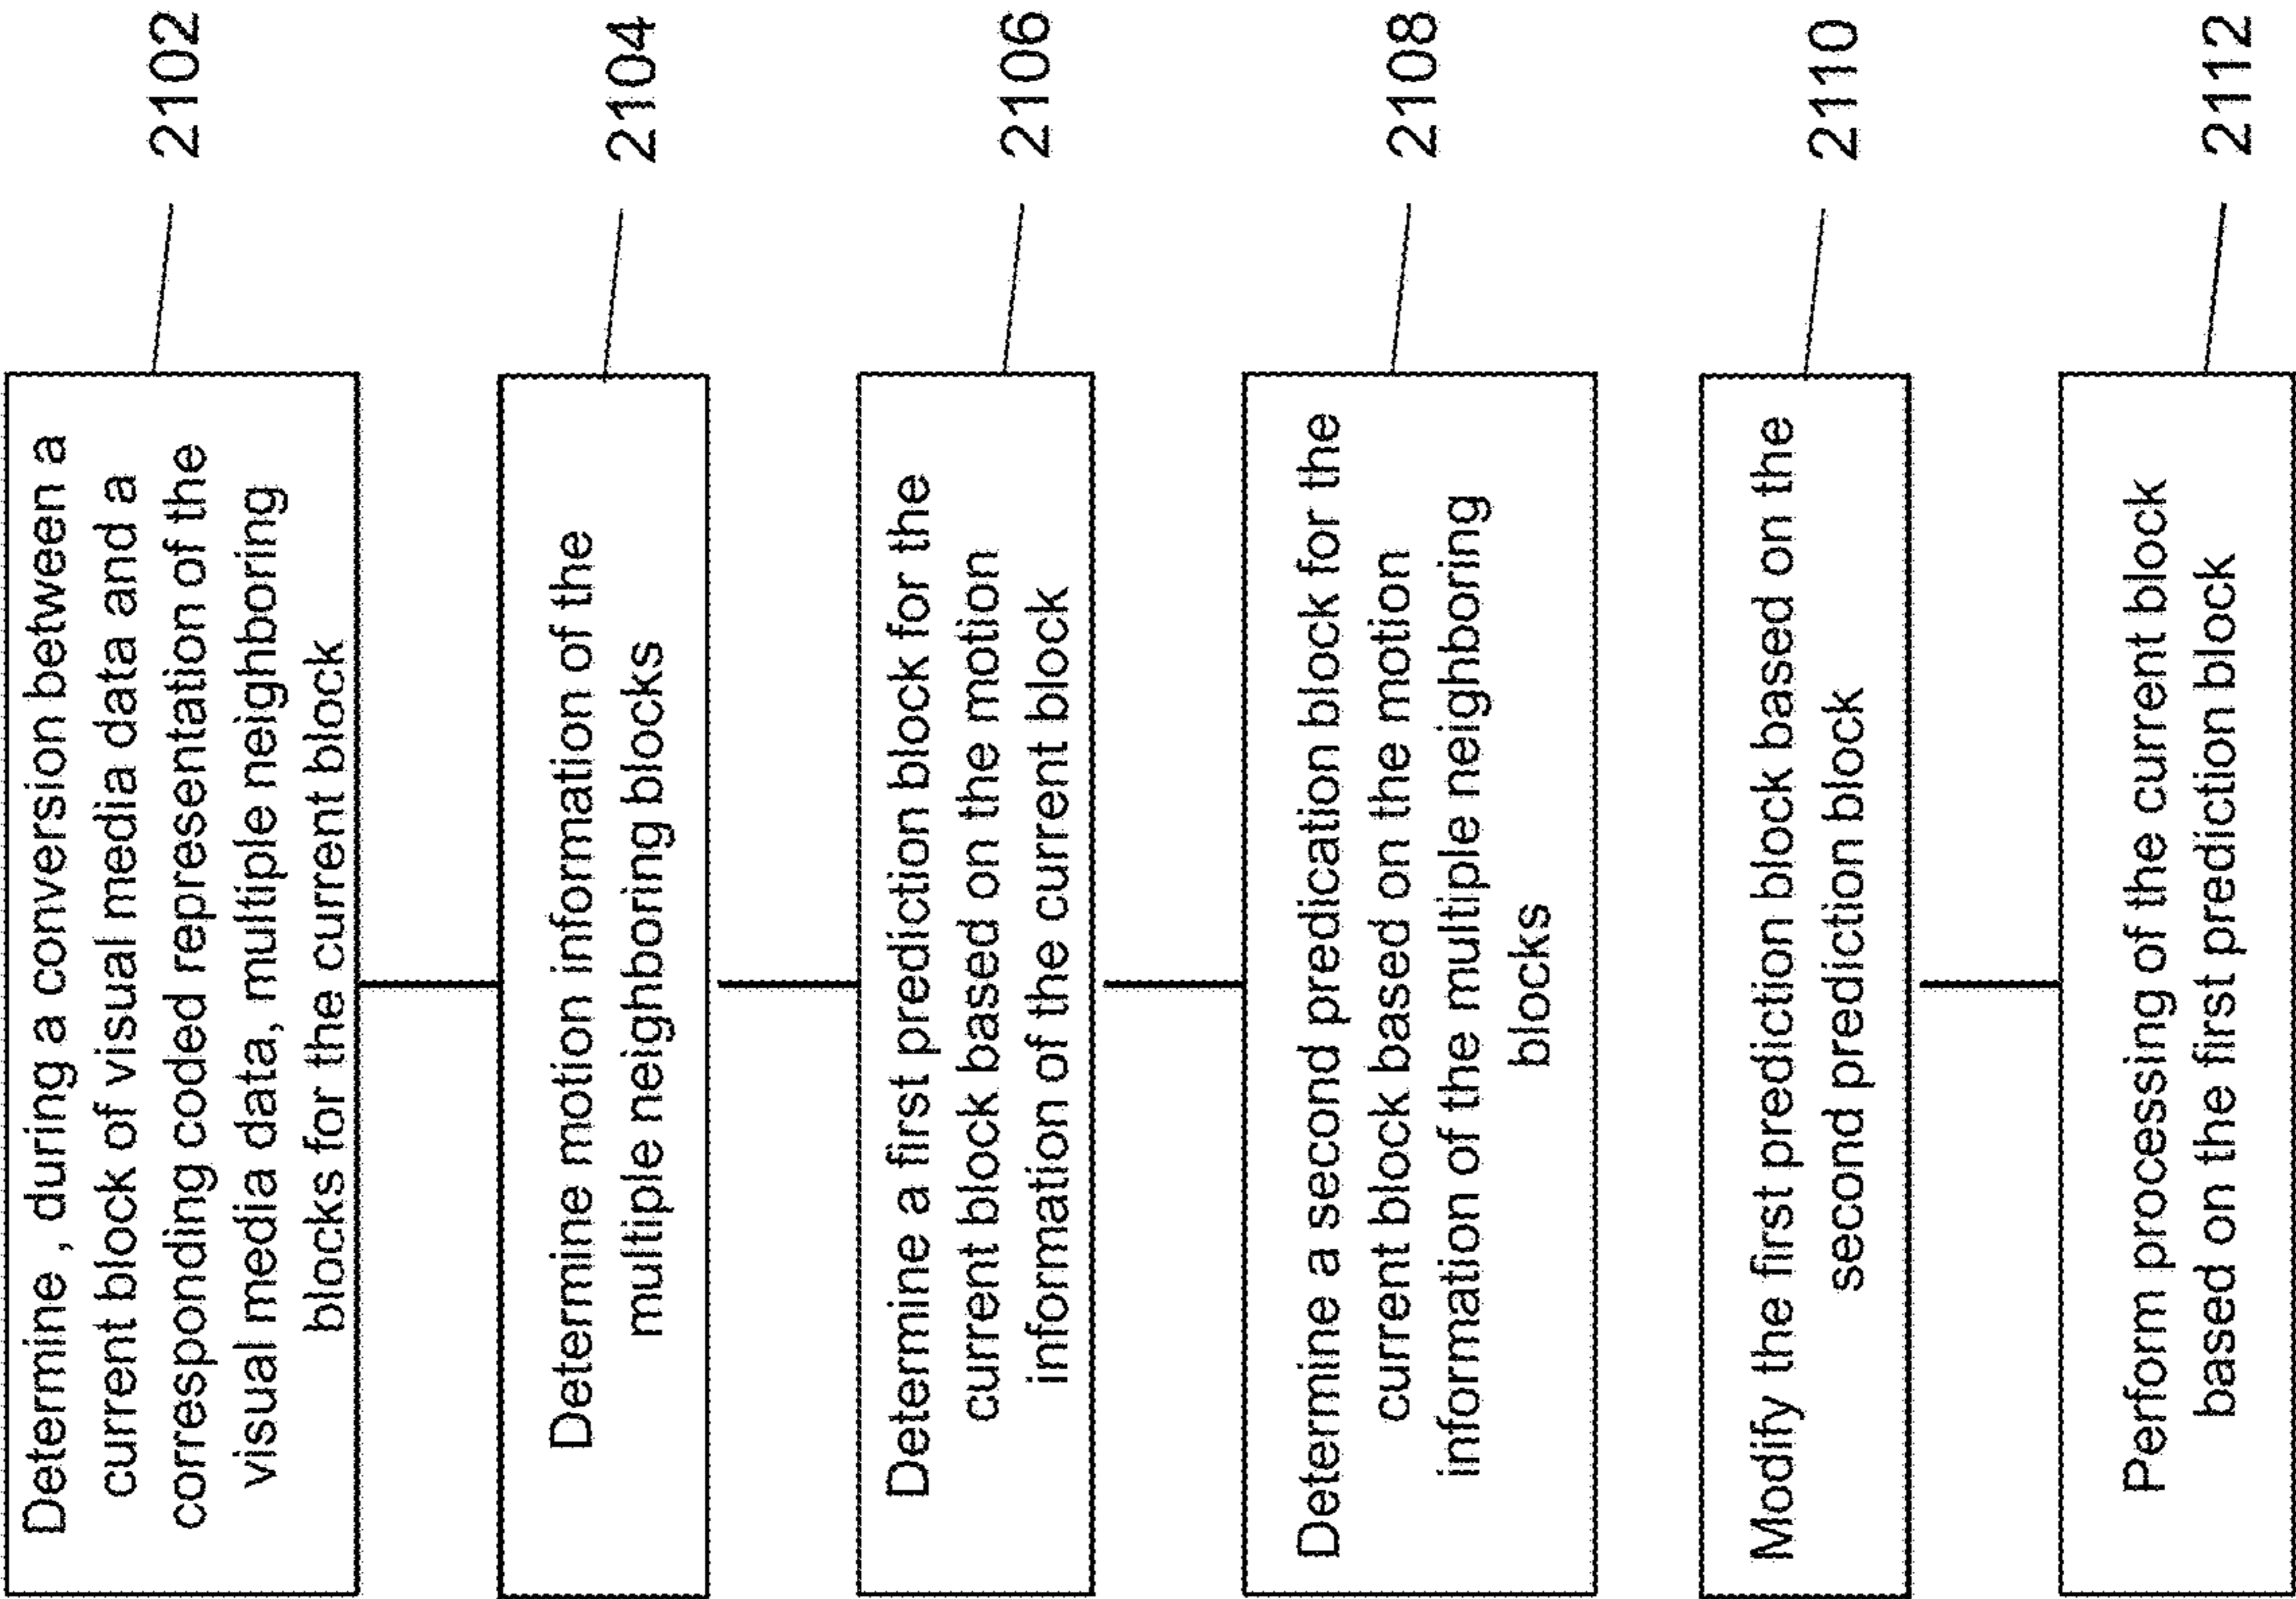 Determine , during a conversion between a
current block of visual media data and a
corresponding coded representation of the
visual media data, multiple neighboring
blocks for the current block
2102
Determine motion information of the
multiple neighboring blocks
2104
Determine a first prediction block for the
current block based on the motion
information of the current block
2106
Determine a second predication block for the
current block based on the motion
information of the multiple neighboring
blocks
2108
Modify the first prediction block based on the
second prediction block
2110
Perform processing of the current block
based on the first prediction block
2112